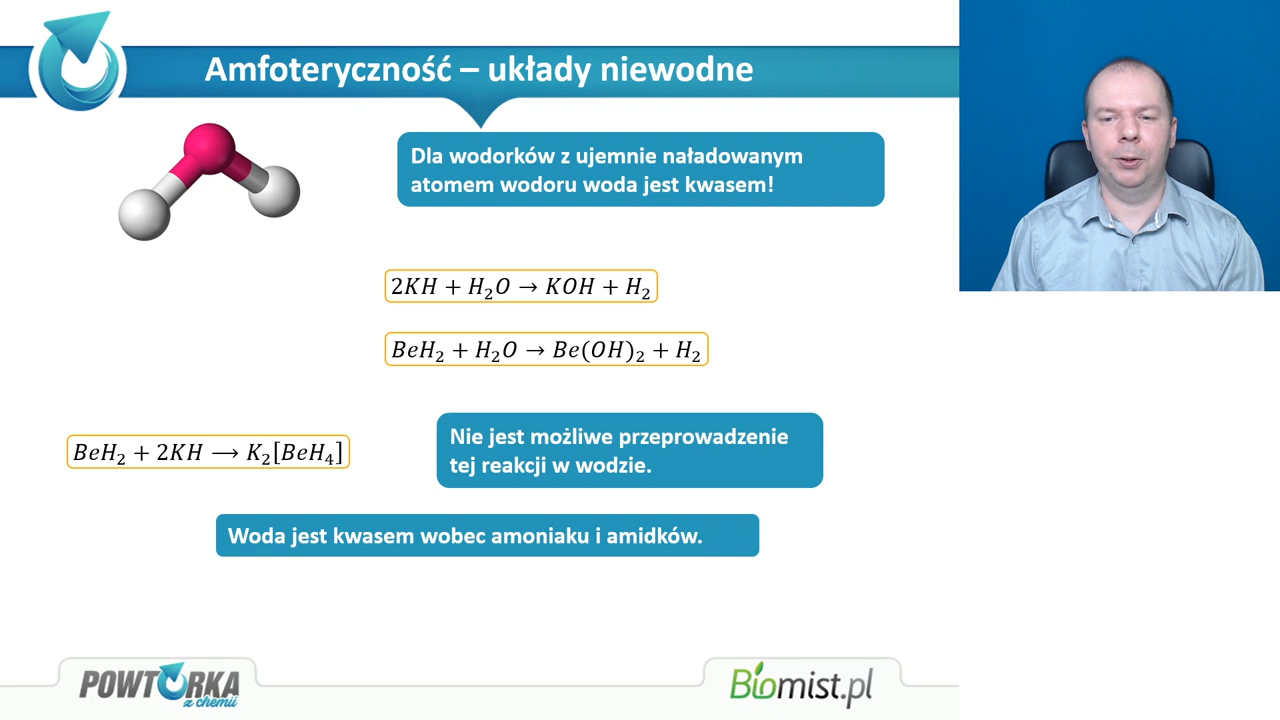 Amfoteryczność – układy niewodne
Dla wodorków z ujemnie naładowanym
atomem wodoru woda jest kwasem!
2KH + H₂O → KOH + H₂
BeH₂ + H₂O → Be(OH)₂ + H₂
BeH₂ + 2KH ⟶ K₂[BeH₄]
Nie jest możliwe przeprowadzenie
tej reakcji w wodzie.
Woda jest kwasem wobec amoniaku i amidków.
POWTÓRKA
z chemii
Biomist.pl